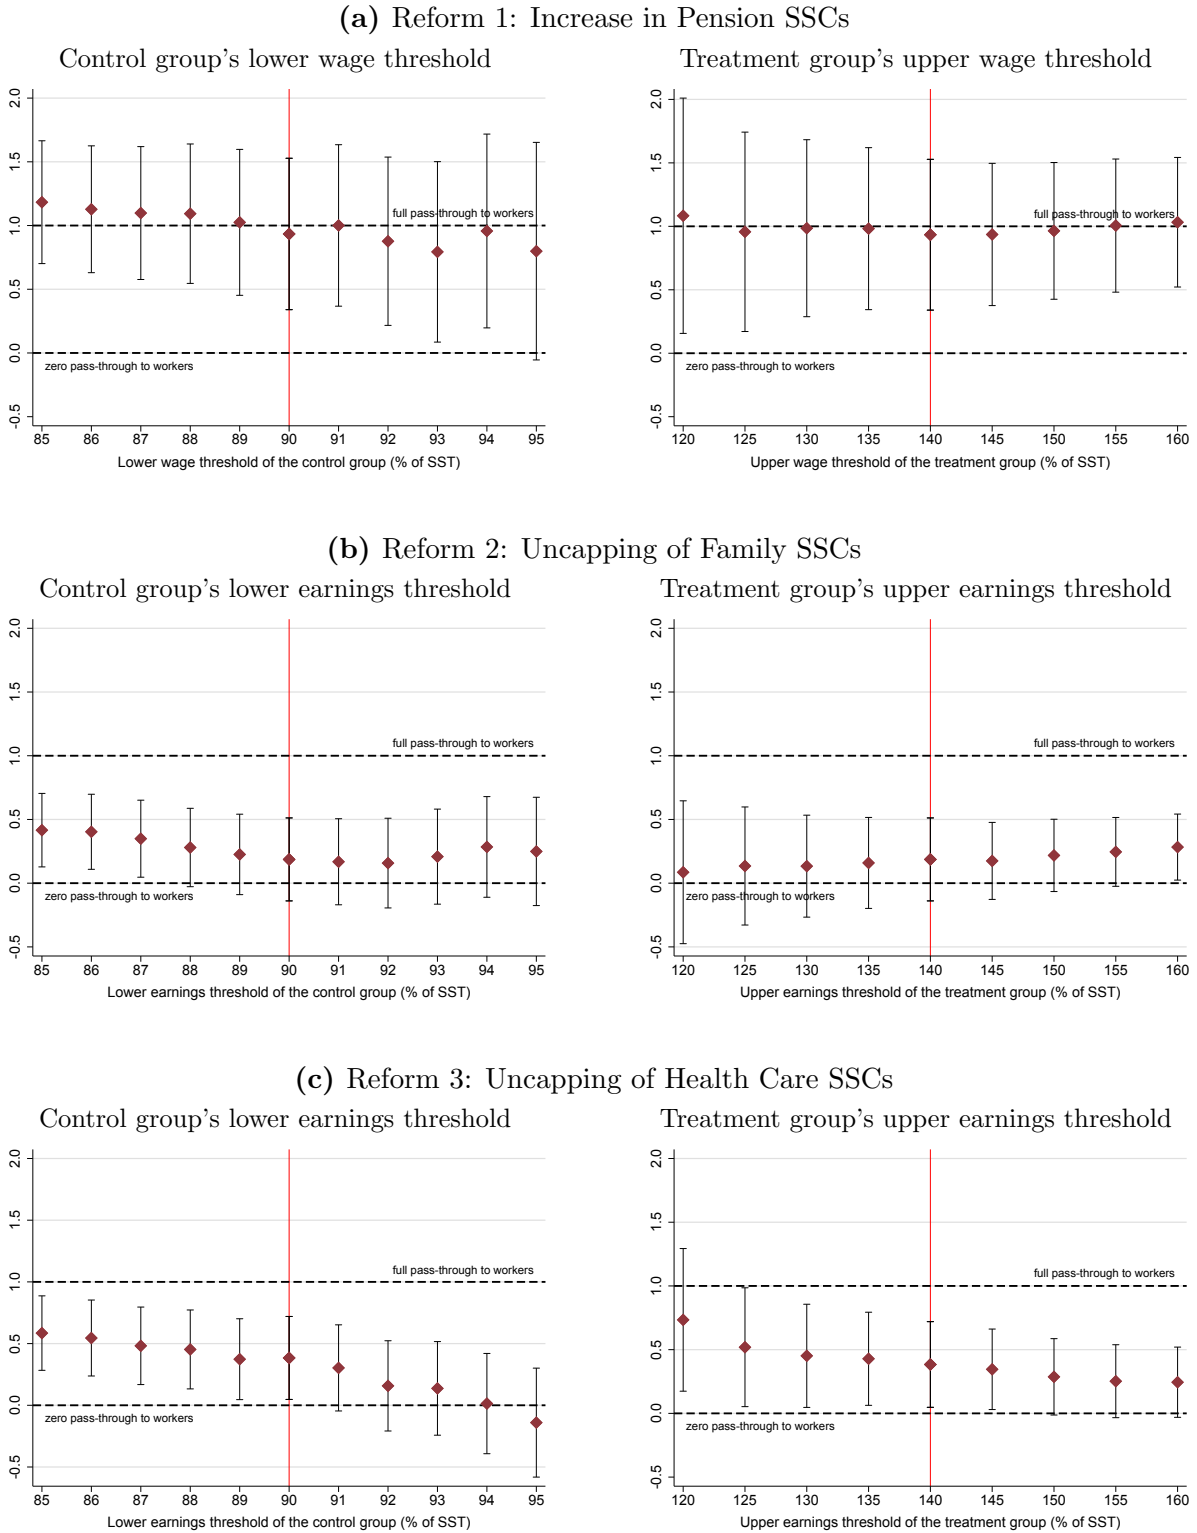 (a) Reform 1: Increase in Pension SSCs
Control group's lower wage threshold
2.0
1.5
1.0
0.5
0.0
-0.5
full pass-through to workers
zero pass-through to workers
85 86 87 88 89 90 91 92 93 94 95
Lower wage threshold of the control group (% of SST)
Treatment group's upper wage threshold
2.0
1.5
1.0
0.5
0.0
-0.5
full pass-through to workers
zero pass-through to workers
120 125 130 135 140 145 150 155 160
Upper wage threshold of the treatment group (% of SST)
(b) Reform 2: Uncapping of Family SSCs
Control group's lower earnings threshold
2.0
1.5
1.0
0.5
0.0
-0.5
full pass-through to workers
zero pass-through to workers
85 86 87 88 89 90 91 92 93 94 95
Lower earnings threshold of the control group (% of SST)
Treatment group's upper earnings threshold
2.0
1.5
1.0
0.5
0.0
-0.5
full pass-through to workers
zero pass-through to workers
120 125 130 135 140 145 150 155 160
Upper earnings threshold of the treatment group (% of SST)
(c) Reform 3: Uncapping of Health Care SSCs
Control group's lower earnings threshold
2.0
1.5
1.0
0.5
0.0
-0.5
full pass-through to workers
zero pass-through to workers
85 86 87 88 89 90 91 92 93 94 95
Lower earnings threshold of the control group (% of SST)
Treatment group's upper earnings threshold
2.0
1.5
1.0
0.5
0.0
-0.5
full pass-through to workers
zero pass-through to workers
120 125 130 135 140 145 150 155 160
Upper earnings threshold of the treatment group (% of SST)